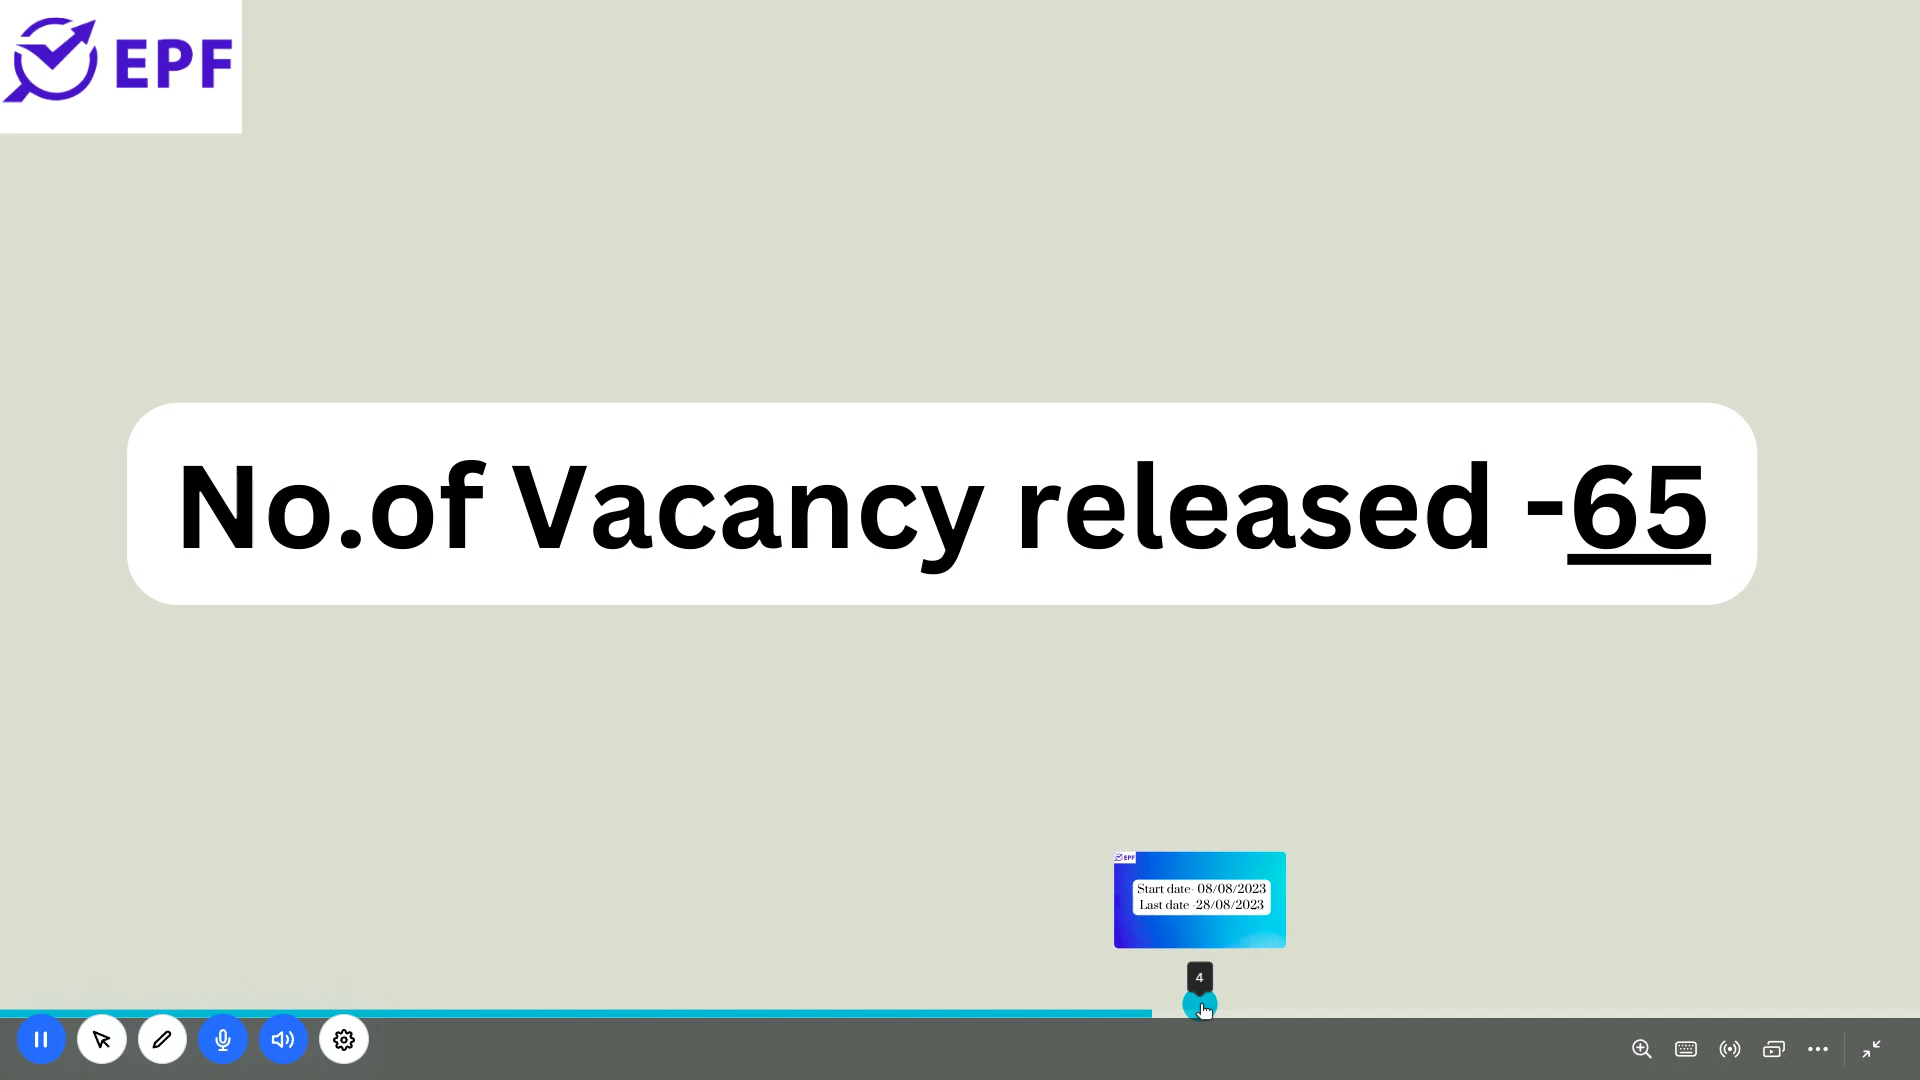 EPF
No.of Vacancy released -65
EPF
Start date- 08/08/2023
Last date -28/08/2023
4